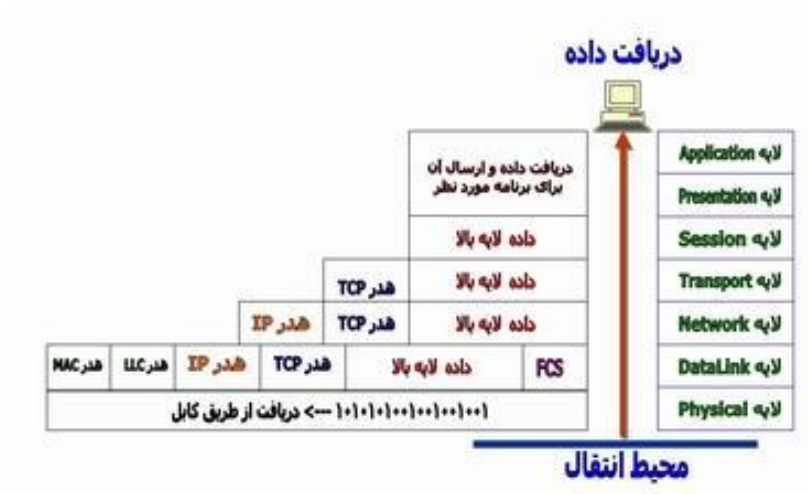 دریافت داده
لایه Application
دریافت داده و ارسال آن
برای برنامه مورد نظر
لایه Presentation
لایه Session
داده لایه بالا
لایه Transport
داده لایه بالا
هدر TCP
لایه Network
داده لایه بالا
هدر TCP
هدر IP
لایه DataLink
FCS
داده لایه بالا
هدر TCP
هدر IP
هدر LLC
هدر MAC
لایه Physical
۱۰۱۰۱۰۱۰۰۱۰۰۱۰۰۱۰۰۱ ---> دریافت از طریق کابل
محیط انتقال